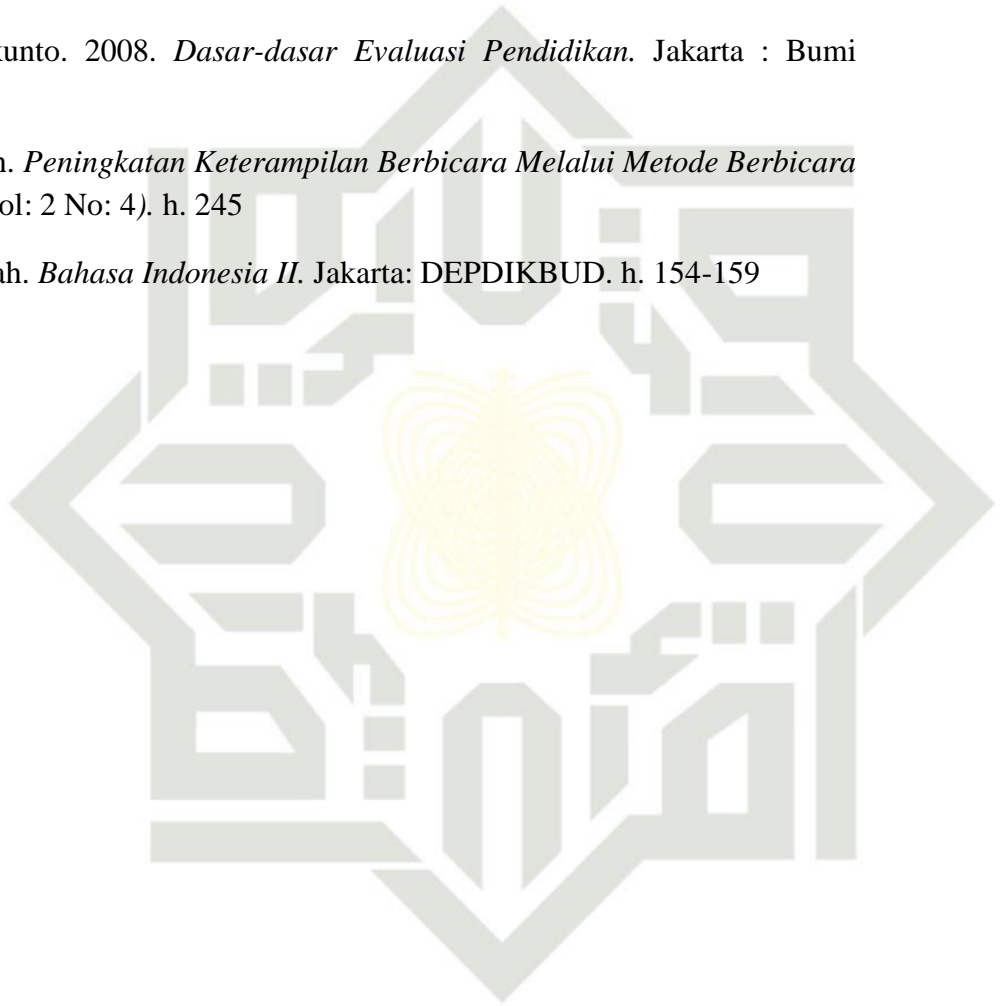 kunto. 2008. Dasar-dasar Evaluasi Pendidikan. Jakarta : Bumi
n. Peningkatan Keterampilan Berbicara Melalui Metode Berbicara
ol: 2 No: 4). h. 245
ah. Bahasa Indonesia II. Jakarta: DEPDIKBUD. h. 154-159